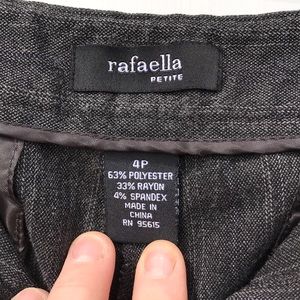 rafaella
PETITE
4P
63% POLYESTER
33% RAYON
4% SPANDEX
MADE IN
CHINA
RN 95615